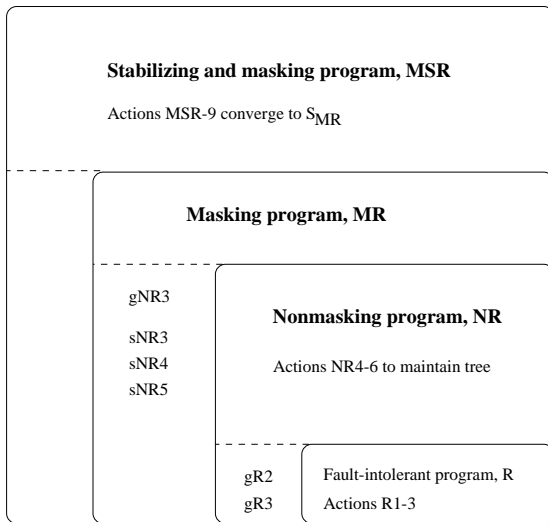 Stabilizing and masking program, MSR
Actions MSR-9 converge to SMR
Masking program, MR
gNR3
sNR3
sNR4
sNR5
Nonmasking program, NR
Actions NR4-6 to maintain tree
gR2
gR3
Fault-intolerant program, R
Actions R1-3